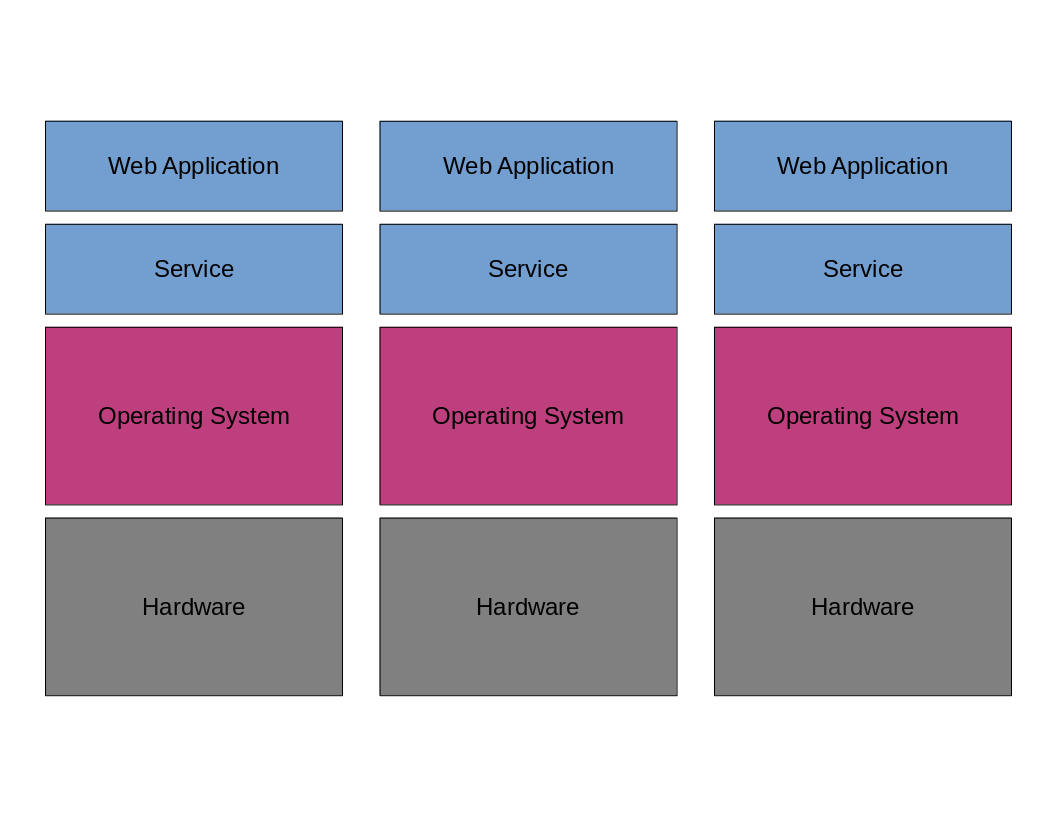 Web Application
Web Application
Web Application
Service
Service
Service
Operating System
Operating System
Operating System
Hardware
Hardware
Hardware